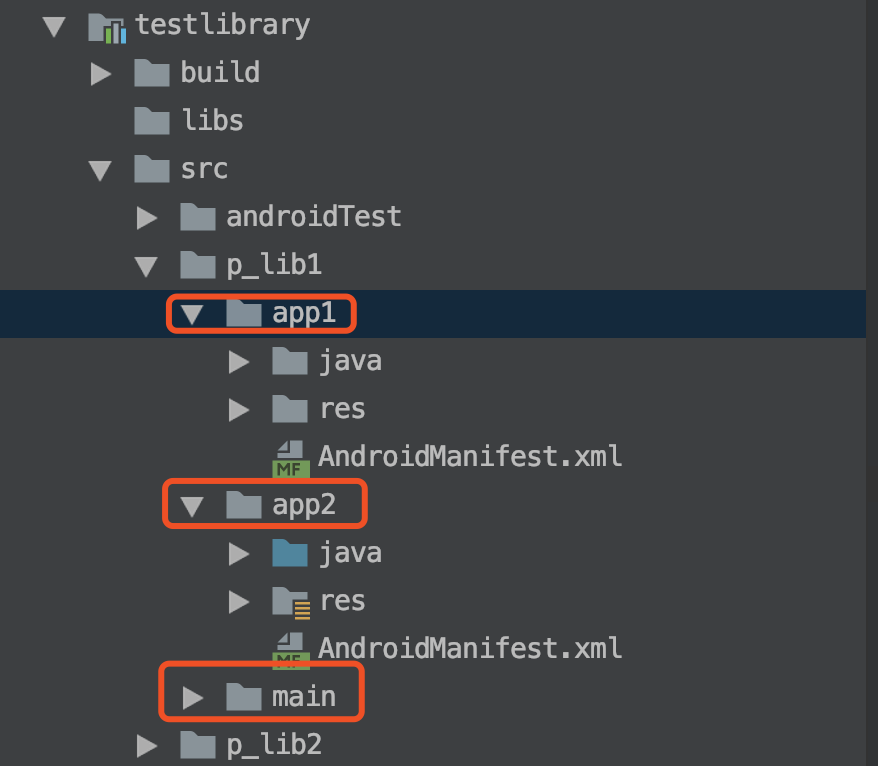 testlibrary
build
libs
src
androidTest
p_lib1
app1
java
res
MF AndroidManifest.xml
app2
java
res
MF AndroidManifest.xml
main
p_lib2